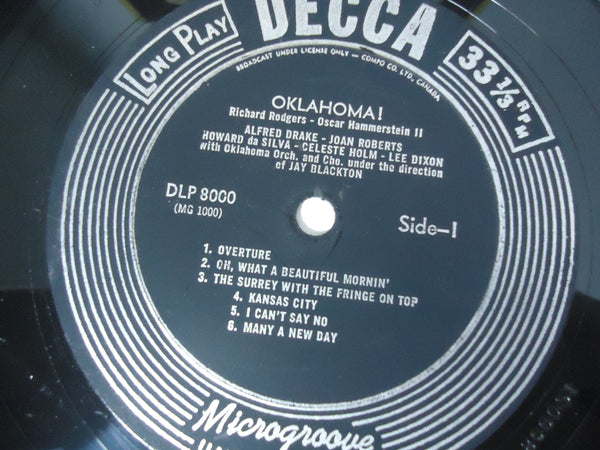 DECCA
LONG PLAY
33 1/3 RPM
BROADCAST UNDER LICENSE ONLY — COMPO CO. LTD., CANADA
OKLAHOMA!
Richard Rodgers - Oscar Hammerstein II
ALFRED DRAKE - JOAN ROBERTS
HOWARD da SILVA - CELESTE HOLM - LEE DIXON
with Oklahoma Orch. and Cho. under the direction
of JAY BLACKTON
DLP 8000
(MG 1000)
Side-1
1. OVERTURE
2. OH, WHAT A BEAUTIFUL MORNIN'
3. THE SURREY WITH THE FRINGE ON TOP
4. KANSAS CITY
5. I CAN'T SAY NO
6. MANY A NEW DAY
Microgroove